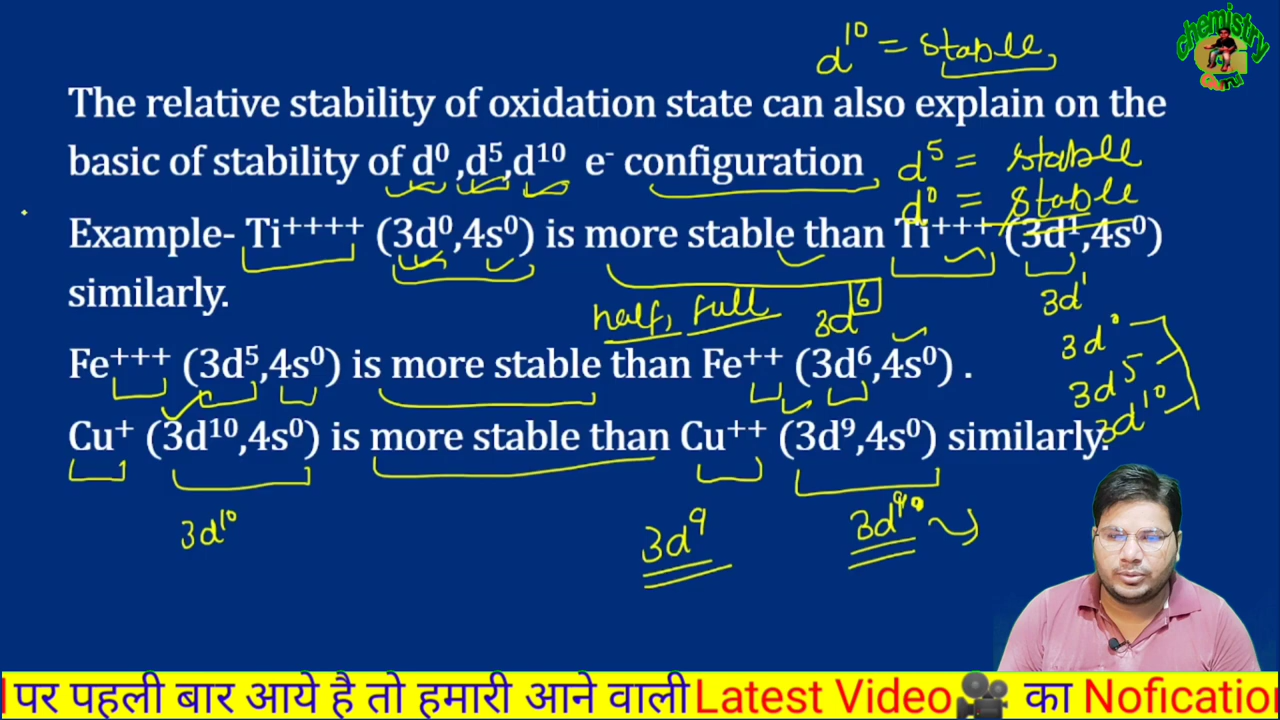 d¹⁰ = stable
chemistry
Guru
The relative stability of oxidation state can also explain on the
basic of stability of d⁰,d⁵,d¹⁰ e⁻ configuration
d⁵ = stable
d⁰ = stable
Example- Ti⁺⁺⁺⁺ (3d⁰,4s⁰) is more stable than Ti⁺⁺⁺ (3d¹,4s⁰)
similarly.
half, full 3d⁶
3d¹
3d⁰
3d⁵
3d¹⁰
Fe⁺⁺⁺ (3d⁵,4s⁰) is more stable than Fe⁺⁺ (3d⁶,4s⁰) .
Cu⁺ (3d¹⁰,4s⁰) is more stable than Cu⁺⁺ (3d⁹,4s⁰) similarly.
3d¹⁰ 3d⁹
पर पहली बार आये है तो हमारी आने वाली Latest Video का Nofication